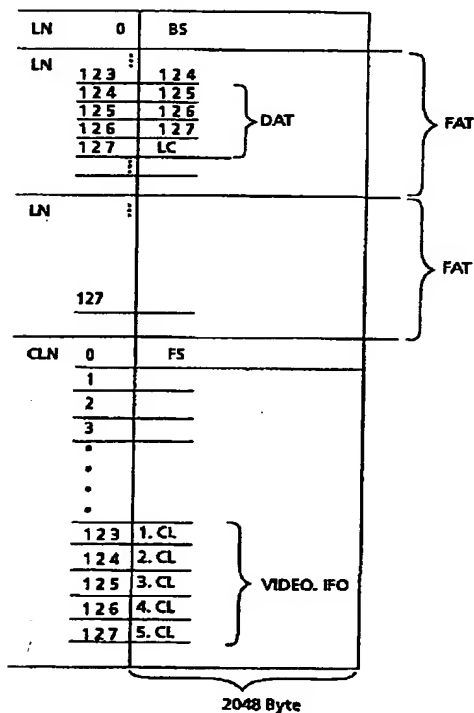 LN 0 BS
LN
123 124
124 125
125 126
126 127
127 LC
DAT
FAT
LN
127
FAT
CLN 0 FS
1
2
3
123 1. CL
124 2. CL
125 3. CL
126 4. CL
127 5. CL
VIDEO. IFO
2048 Byte